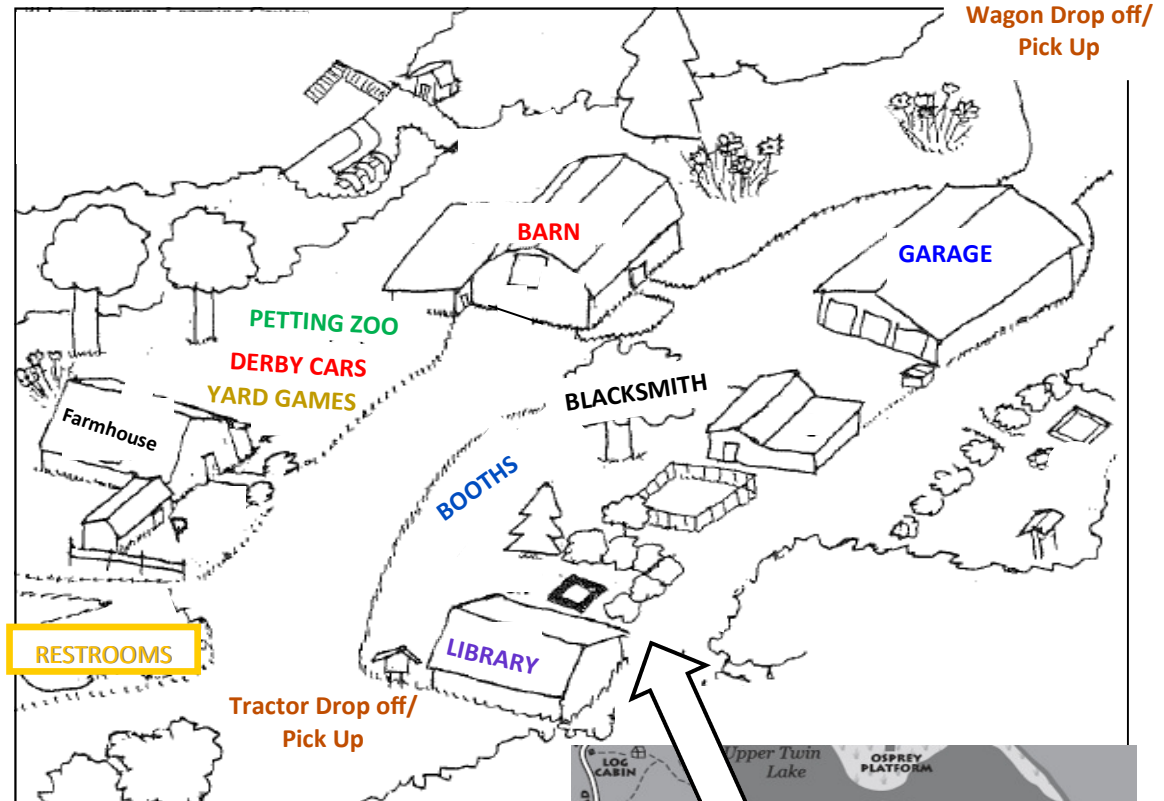 Wagon Drop off/
Pick Up
BARN
GARAGE
PETTING ZOO
DERBY CARS
YARD GAMES
BLACKSMITH
Farmhouse
BOOTHS
RESTROOMS
LIBRARY
Tractor Drop off/
Pick Up
LOG
CABIN
Upper Twin
Lake
OSPREY
PLATFORM